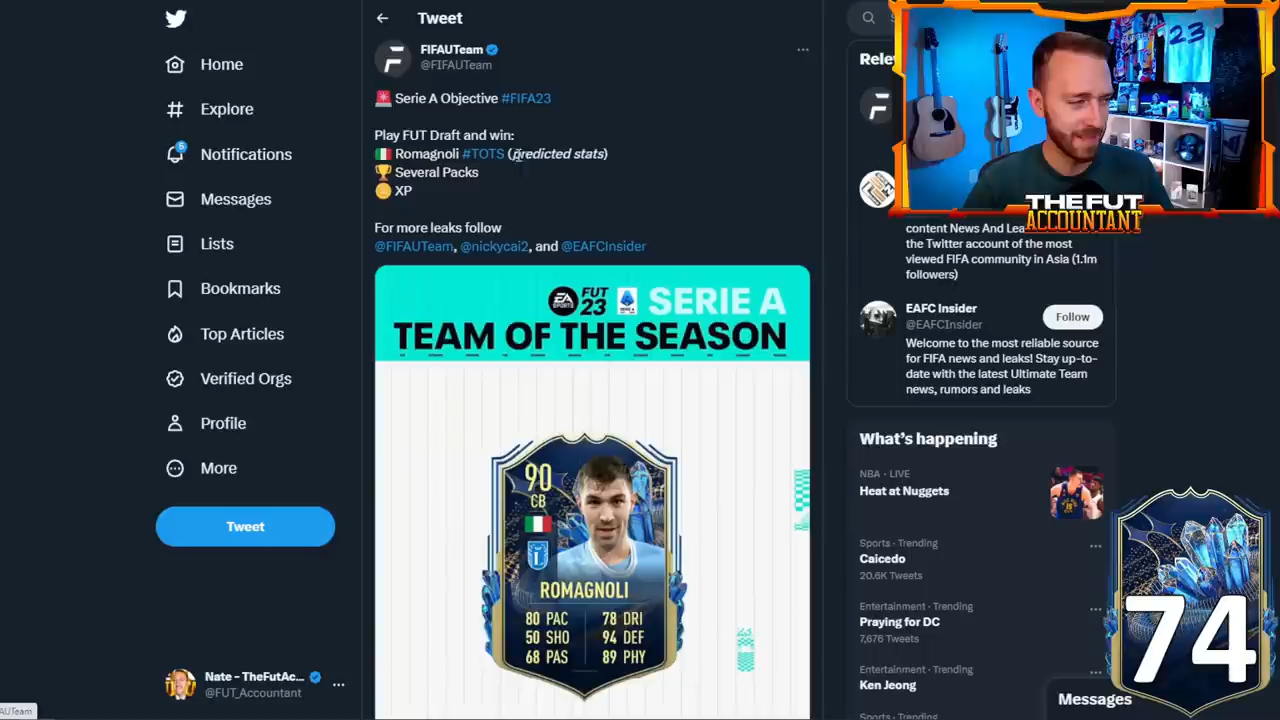 Home
Explore
6
Notifications
Messages
Lists
Bookmarks
Top Articles
Verified Orgs
Profile
More
Tweet
Nate - TheFutAc...
@FUT_Accountant
AUTeam
Tweet
FIFAUTeam
@FIFAUTeam
Serie A Objective #FIFA23
Play FUT Draft and win:
Romagnoli #TOTS (predicted stats)
Several Packs
XP
For more leaks follow
@FIFAUTeam, @nickycai2, and @EAFCInsider
EA SPORTS FUT 23 SERIE A
TEAM OF THE SEASON
90
CB
ROMAGNOLI
80 PAC 78 DRI
50 SHO 94 DEF
68 PAS 89 PHY
23
THE FUT
ACCOUNTANT
content News And Lea
the Twitter account of the most
viewed FIFA community in Asia (1.1m
followers)
EAFC Insider
@EAFCInsider
Follow
Welcome to the most reliable source
for FIFA news and leaks! Stay up-to-
date with the latest Ultimate Team
news, rumors and leaks
What's happening
NBA · LIVE
Heat at Nuggets
Sports · Trending
Caicedo
20.6K Tweets
Entertainment · Trending
Praying for DC
7,676 Tweets
Entertainment · Trending
Ken Jeong
Sports · Trending
Messages
74